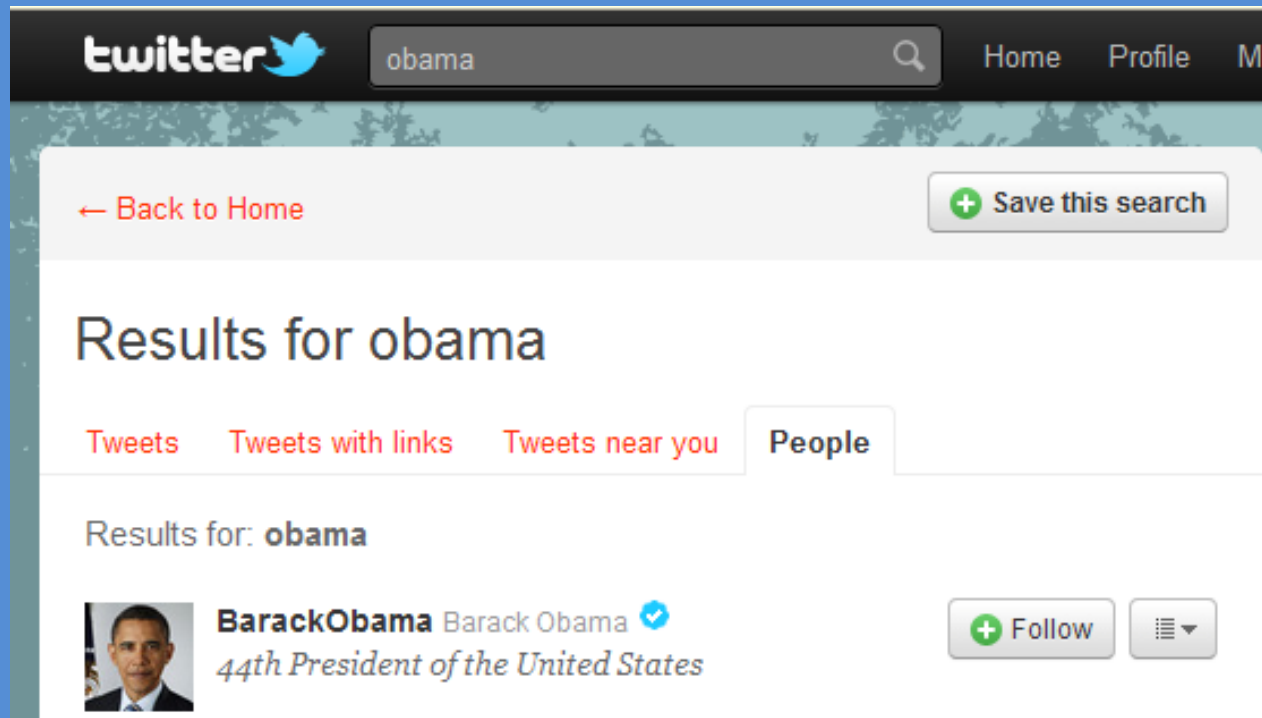 twitter obama Home Profile M
← Back to Home Save this search
Results for obama
Tweets Tweets with links Tweets near you People
Results for: obama
BarackObama Barack Obama Follow
44th President of the United States